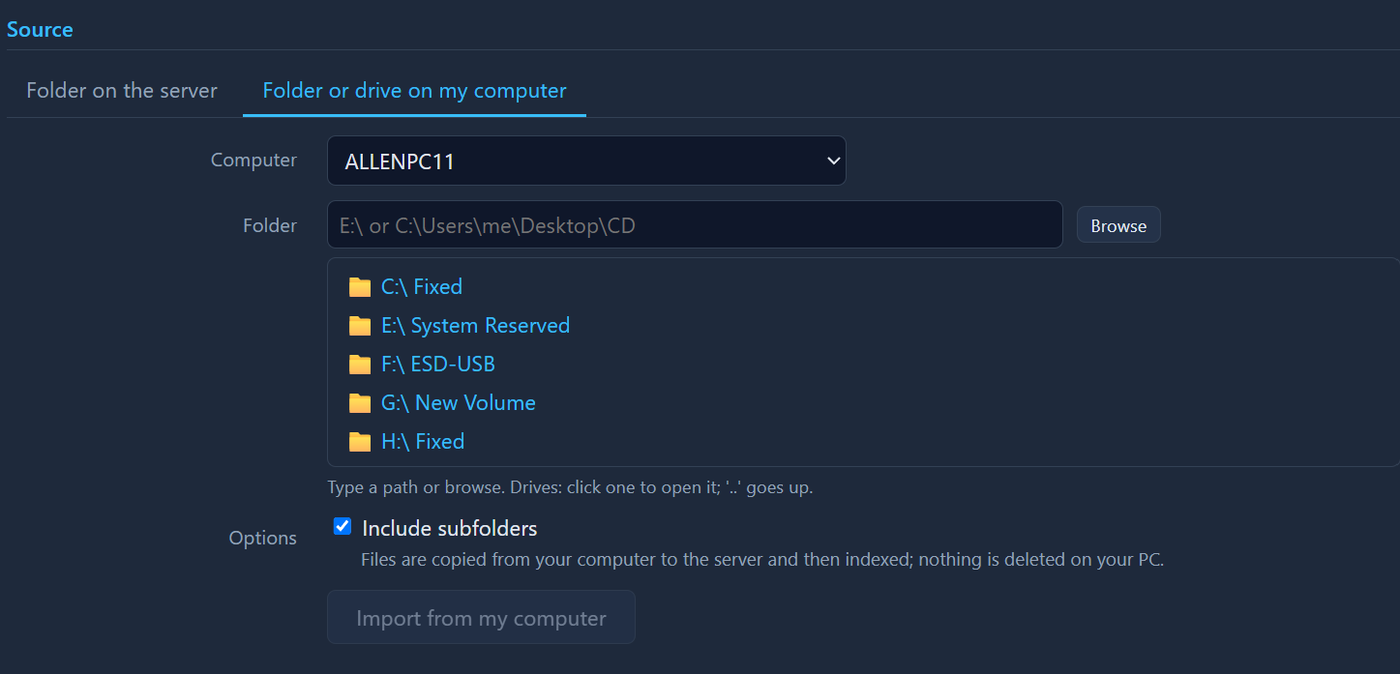 Source
Folder on the server
Folder or drive on my computer
Computer
ALLENPC11
Folder
E:\ or C:\Users\me\Desktop\CD
Browse
C:\ Fixed
E:\ System Reserved
F:\ ESD-USB
G:\ New Volume
H:\ Fixed
Type a path or browse. Drives: click one to open it; '..' goes up.
Options
Include subfolders
Files are copied from your computer to the server and then indexed; nothing is deleted on your PC.
Import from my computer